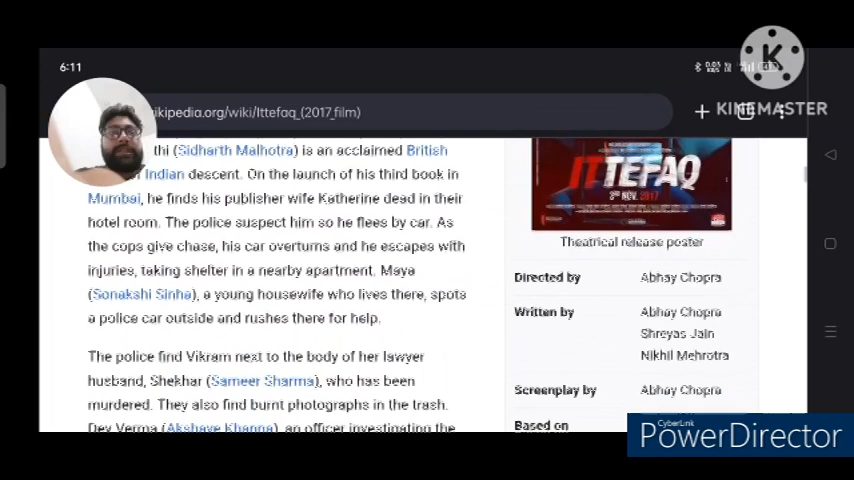 6:11
KINEMASTER
ikipedia.org/wiki/Ittefaq_(2017_film)
thi (Sidharth Malhotra) is an acclaimed British
Indian descent. On the launch of his third book in
Mumbai, he finds his publisher wife Katherine dead in their
hotel room. The police suspect him so he flees by car. As
the cops give chase, his car overturns and he escapes with
injuries, taking shelter in a nearby apartment. Maya
(Sonakshi Sinha), a young housewife who lives there, spots
a police car outside and rushes there for help.
The police find Vikram next to the body of her lawyer
husband, Shekhar (Sameer Sharma), who has been
murdered. They also find burnt photographs in the trash.
Dev Verma (Akshaye Khanna), an officer investigating the
ITTEFAQ
3RD NOV. 2017
Theatrical release poster
Directed by Abhay Chopra
Written by Abhay Chopra
Shreyas Jain
Nikhil Mehrotra
Screenplay by Abhay Chopra
Based on
CyberLink
PowerDirector